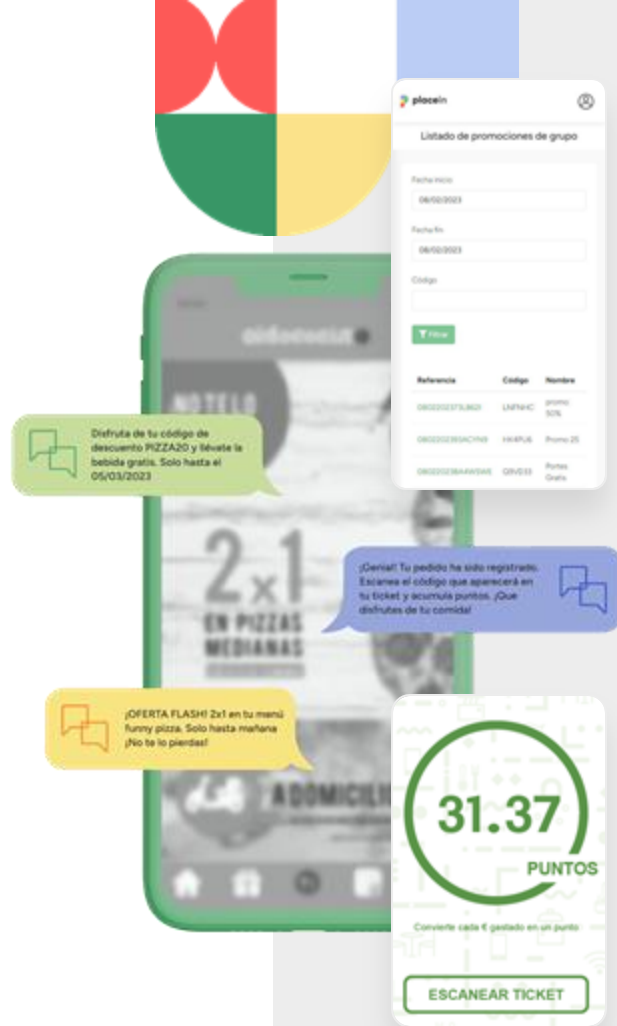 placein
Listado de promociones de grupo
Fecha inicio
08/02/2023
Fecha fin
08/02/2023
Código
Filtrar
Referencia Código Nombre
LNFNHC promo 50%
HK4PU6 Promo 25
Portes Gratis
NO TELO
Disfruta de tu código de
descuento PIZZA20 y llévate la
bebida gratis. Solo hasta el
05/03/2023
2x1
EN PIZZAS
MEDIANAS
¡Genial! Tu pedido ha sido registrado.
Escanea el código que aparecerá en
tu ticket y acumula puntos. ¡Que
disfrutes de tu comida!
¡OFERTA FLASH! 2x1 en tu menú
funny pizza. Solo hasta mañana
¡No te lo pierdas!
A DOMICILIO
31.37
PUNTOS
Convierte cada € gastado en un punto
ESCANEAR TICKET